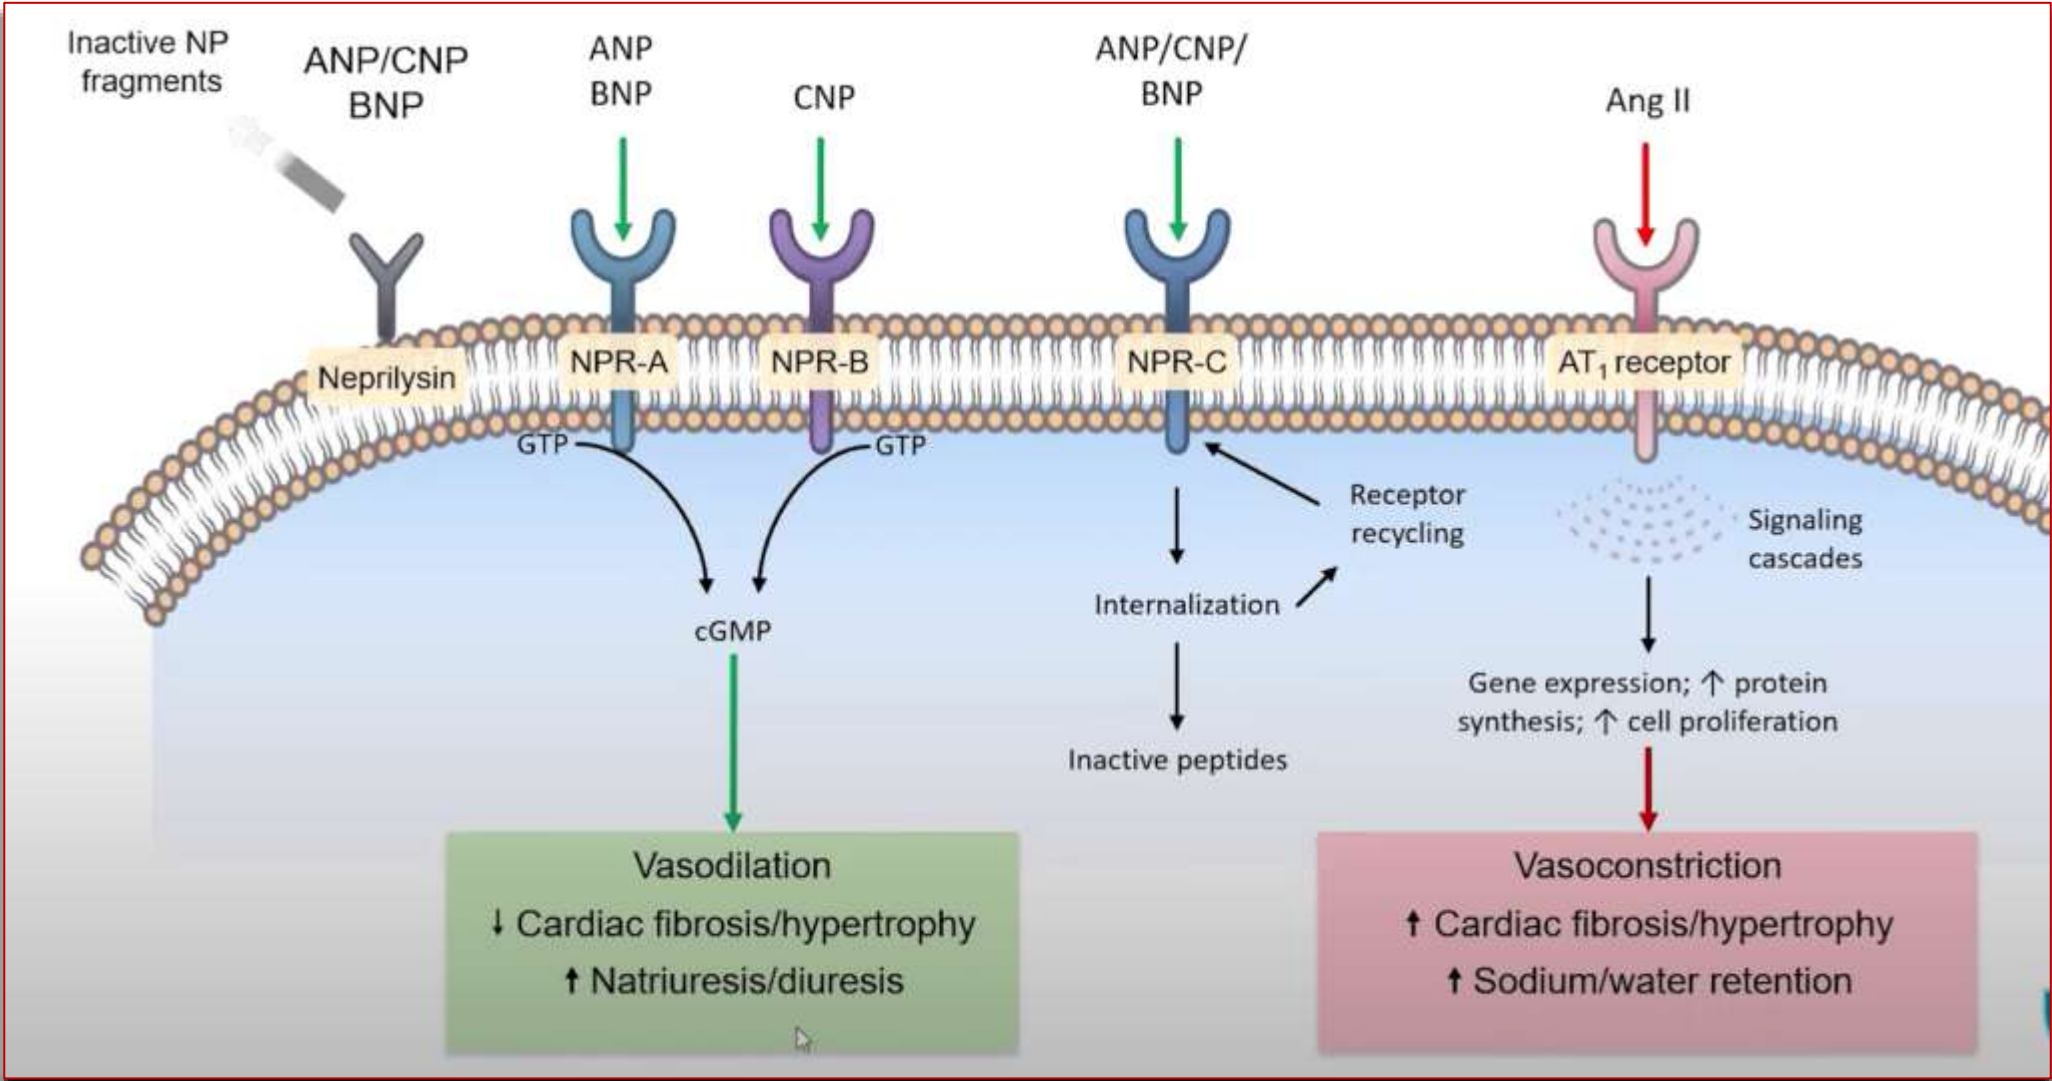 Inactive NP
fragments
ANP/CNP
BNP
ANP
BNP
CNP
ANP/CNP/
BNP
Ang II
Neprilysin
NPR-A
NPR-B
NPR-C
AT₁ receptor
GTP
GTP
cGMP
Receptor
recycling
Internalization
Inactive peptides
Signaling
cascades
Gene expression; ↑ protein
synthesis; ↑ cell proliferation
Vasodilation
↓ Cardiac fibrosis/hypertrophy
↑ Natriuresis/diuresis
Vasoconstriction
↑ Cardiac fibrosis/hypertrophy
↑ Sodium/water retention